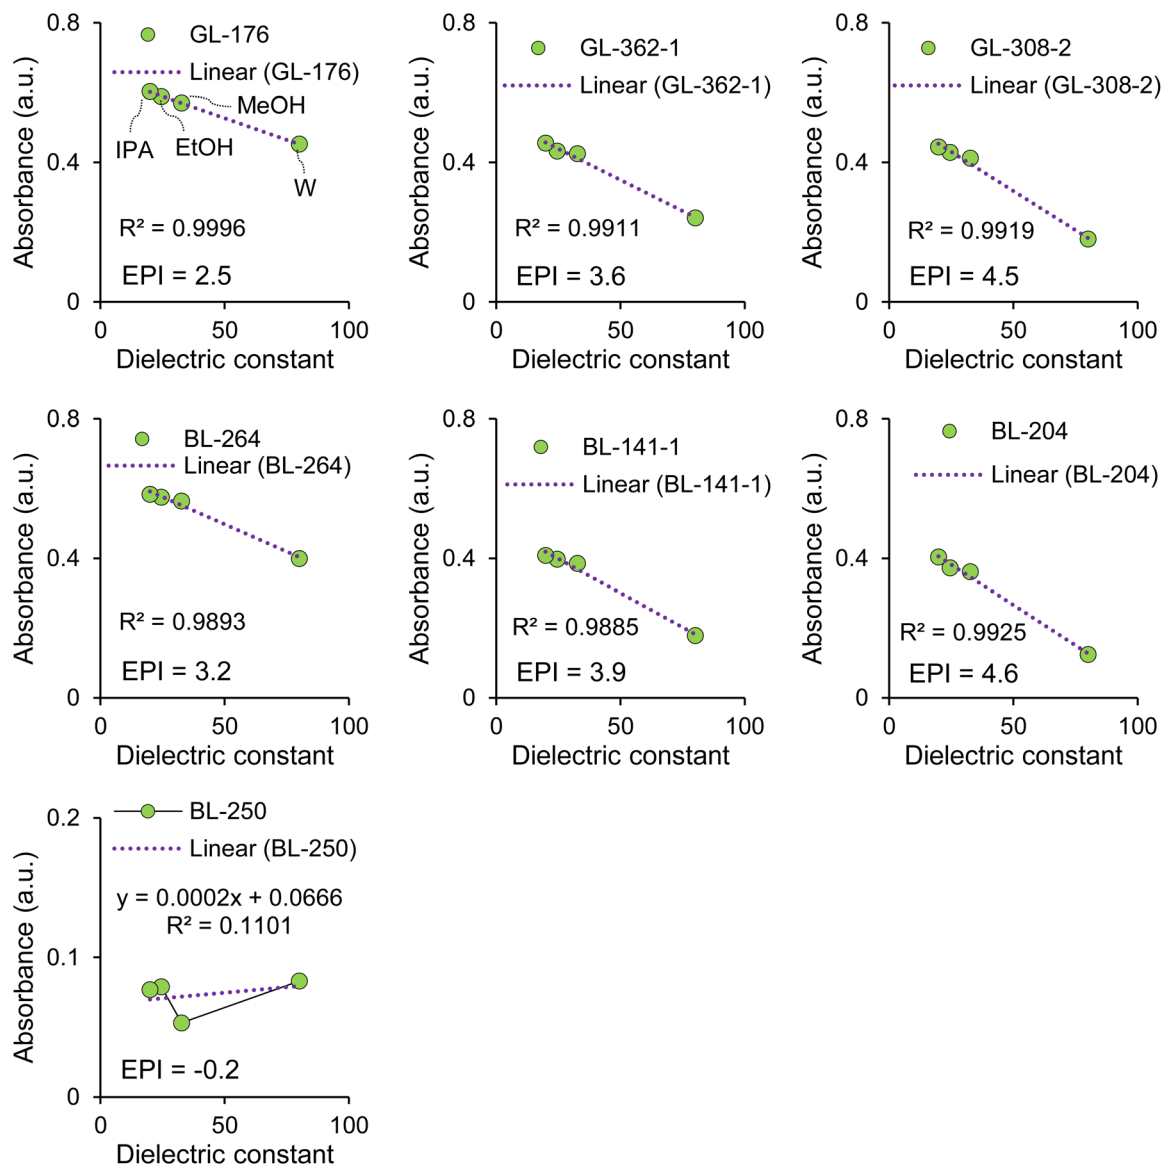 0.8
GL-176
Linear (GL-176)
MeOH
IPA
EtOH
0.4
W
R² = 0.9996
EPI = 2.5
0
0
50
100
Absorbance (a.u.)
Dielectric constant
0.8
GL-362-1
Linear (GL-362-1)
0.4
R² = 0.9911
EPI = 3.6
0
0
50
100
Absorbance (a.u.)
Dielectric constant
0.8
GL-308-2
Linear (GL-308-2)
0.4
R² = 0.9919
EPI = 4.5
0
0
50
100
Absorbance (a.u.)
Dielectric constant
0.8
BL-264
Linear (BL-264)
0.4
R² = 0.9893
EPI = 3.2
0
0
50
100
Absorbance (a.u.)
Dielectric constant
0.8
BL-141-1
Linear (BL-141-1)
0.4
R² = 0.9885
EPI = 3.9
0
0
50
100
Absorbance (a.u.)
Dielectric constant
0.8
BL-204
Linear (BL-204)
0.4
R² = 0.9925
EPI = 4.6
0
0
50
100
Absorbance (a.u.)
Dielectric constant
0.2
BL-250
Linear (BL-250)
y = 0.0002x + 0.0666
R² = 0.1101
0.1
EPI = -0.2
0
0
50
100
Absorbance (a.u.)
Dielectric constant